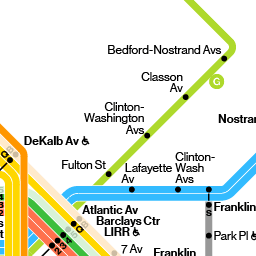 Bedford-Nostrand Avs
Classon
Av
G
Clinton-
Washington
Avs
Nostran
DeKalb Av ♿
Fulton St
Lafayette
Av
Clinton-
Wash
Avs
S
Franklin
Atlantic Av
Barclays Ctr
LIRR ♿
Park Pl ♿
7 Av
Franklin